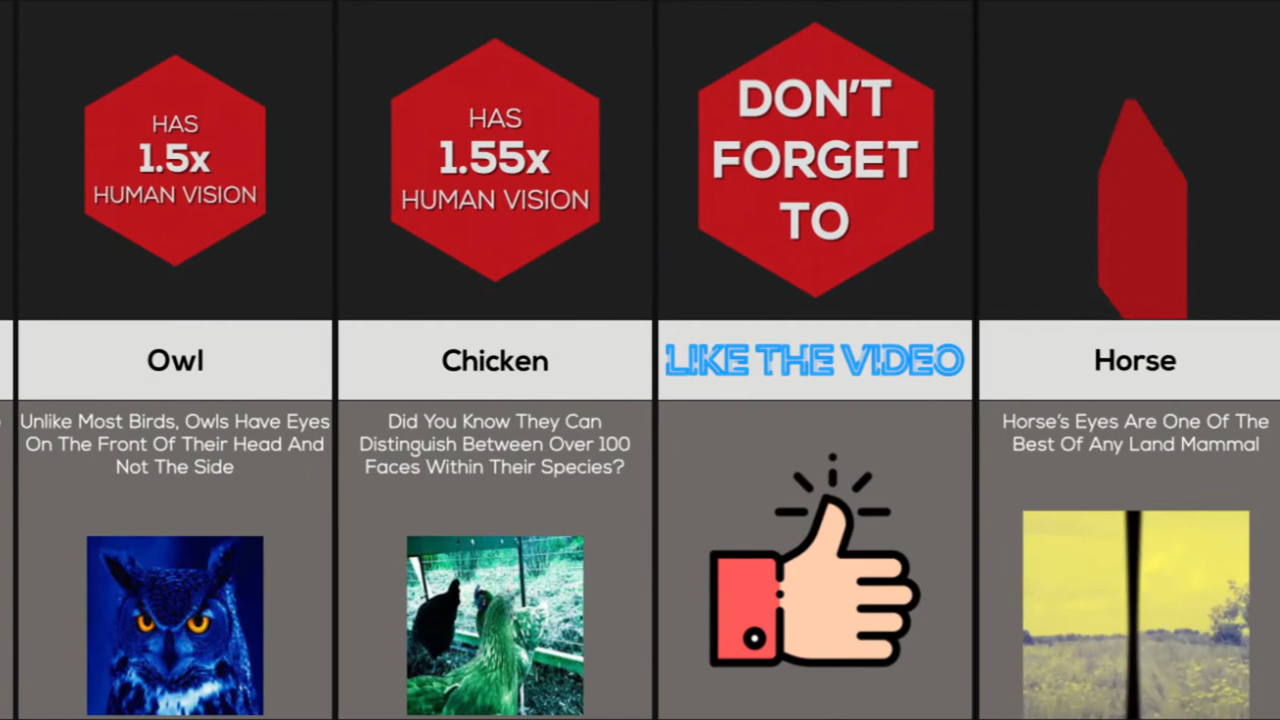 HAS
1.5x
HUMAN VISION
Owl
Unlike Most Birds, Owls Have Eyes
On The Front Of Their Head And
Not The Side
HAS
1.55x
HUMAN VISION
Chicken
Did You Know They Can
Distinguish Between Over 100
Faces Within Their Species?
DON'T
FORGET
TO
LIKE THE VIDEO
Horse
Horse's Eyes Are One Of The
Best Of Any Land Mammal